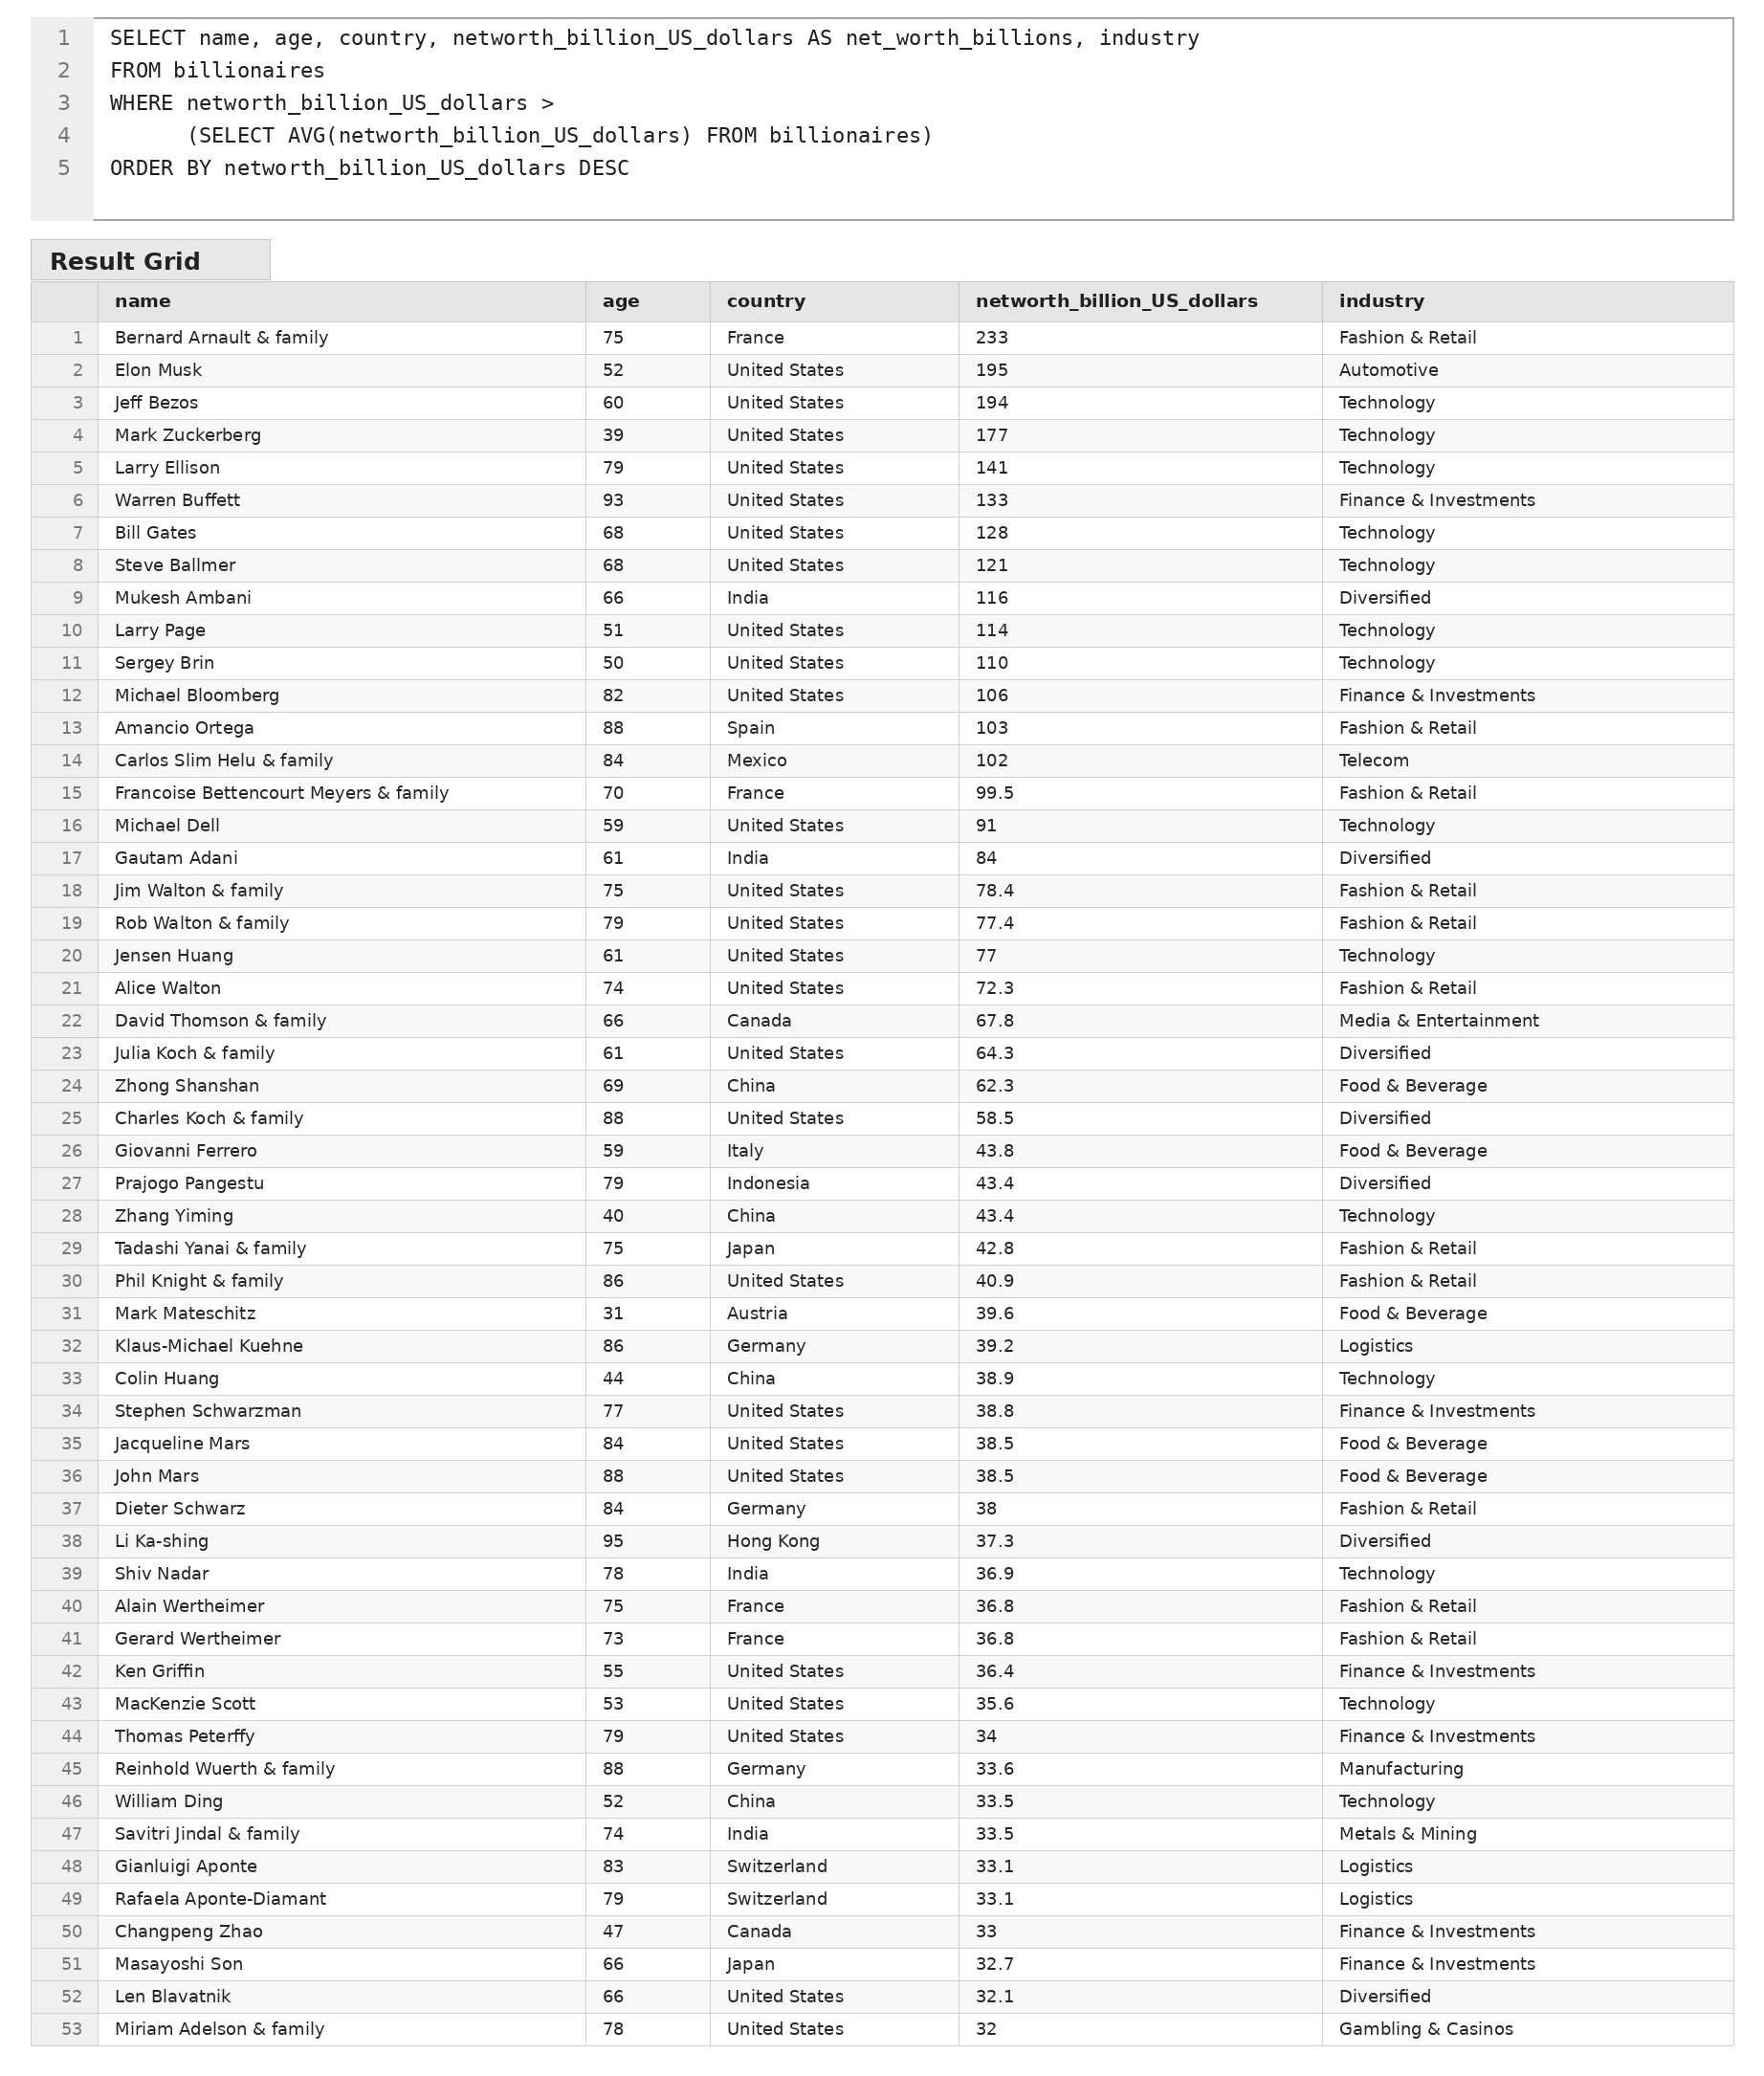 1 SELECT name, age, country, networth_billion_US_dollars AS net_worth_billions, industry
2 FROM billionaires
3 WHERE networth_billion_US_dollars >
4 (SELECT AVG(networth_billion_US_dollars) FROM billionaires)
5 ORDER BY networth_billion_US_dollars DESC
Result Grid
name age country networth_billion_US_dollars industry
1 Bernard Arnault & family 75 France 233 Fashion & Retail
2 Elon Musk 52 United States 195 Automotive
3 Jeff Bezos 60 United States 194 Technology
4 Mark Zuckerberg 39 United States 177 Technology
5 Larry Ellison 79 United States 141 Technology
6 Warren Buffett 93 United States 133 Finance & Investments
7 Bill Gates 68 United States 128 Technology
8 Steve Ballmer 68 United States 121 Technology
9 Mukesh Ambani 66 India 116 Diversified
10 Larry Page 51 United States 114 Technology
11 Sergey Brin 50 United States 110 Technology
12 Michael Bloomberg 82 United States 106 Finance & Investments
13 Amancio Ortega 88 Spain 103 Fashion & Retail
14 Carlos Slim Helu & family 84 Mexico 102 Telecom
15 Francoise Bettencourt Meyers & family 70 France 99.5 Fashion & Retail
16 Michael Dell 59 United States 91 Technology
17 Gautam Adani 61 India 84 Diversified
18 Jim Walton & family 75 United States 78.4 Fashion & Retail
19 Rob Walton & family 79 United States 77.4 Fashion & Retail
20 Jensen Huang 61 United States 77 Technology
21 Alice Walton 74 United States 72.3 Fashion & Retail
22 David Thomson & family 66 Canada 67.8 Media & Entertainment
23 Julia Koch & family 61 United States 64.3 Diversified
24 Zhong Shanshan 69 China 62.3 Food & Beverage
25 Charles Koch & family 88 United States 58.5 Diversified
26 Giovanni Ferrero 59 Italy 43.8 Food & Beverage
27 Prajogo Pangestu 79 Indonesia 43.4 Diversified
28 Zhang Yiming 40 China 43.4 Technology
29 Tadashi Yanai & family 75 Japan 42.8 Fashion & Retail
30 Phil Knight & family 86 United States 40.9 Fashion & Retail
31 Mark Mateschitz 31 Austria 39.6 Food & Beverage
32 Klaus-Michael Kuehne 86 Germany 39.2 Logistics
33 Colin Huang 44 China 38.9 Technology
34 Stephen Schwarzman 77 United States 38.8 Finance & Investments
35 Jacqueline Mars 84 United States 38.5 Food & Beverage
36 John Mars 88 United States 38.5 Food & Beverage
37 Dieter Schwarz 84 Germany 38 Fashion & Retail
38 Li Ka-shing 95 Hong Kong 37.3 Diversified
39 Shiv Nadar 78 India 36.9 Technology
40 Alain Wertheimer 75 France 36.8 Fashion & Retail
41 Gerard Wertheimer 73 France 36.8 Fashion & Retail
42 Ken Griffin 55 United States 36.4 Finance & Investments
43 MacKenzie Scott 53 United States 35.6 Technology
44 Thomas Peterffy 79 United States 34 Finance & Investments
45 Reinhold Wuerth & family 88 Germany 33.6 Manufacturing
46 William Ding 52 China 33.5 Technology
47 Savitri Jindal & family 74 India 33.5 Metals & Mining
48 Gianluigi Aponte 83 Switzerland 33.1 Logistics
49 Rafaela Aponte-Diamant 79 Switzerland 33.1 Logistics
50 Changpeng Zhao 47 Canada 33 Finance & Investments
51 Masayoshi Son 66 Japan 32.7 Finance & Investments
52 Len Blavatnik 66 United States 32.1 Diversified
53 Miriam Adelson & family 78 United States 32 Gambling & Casinos